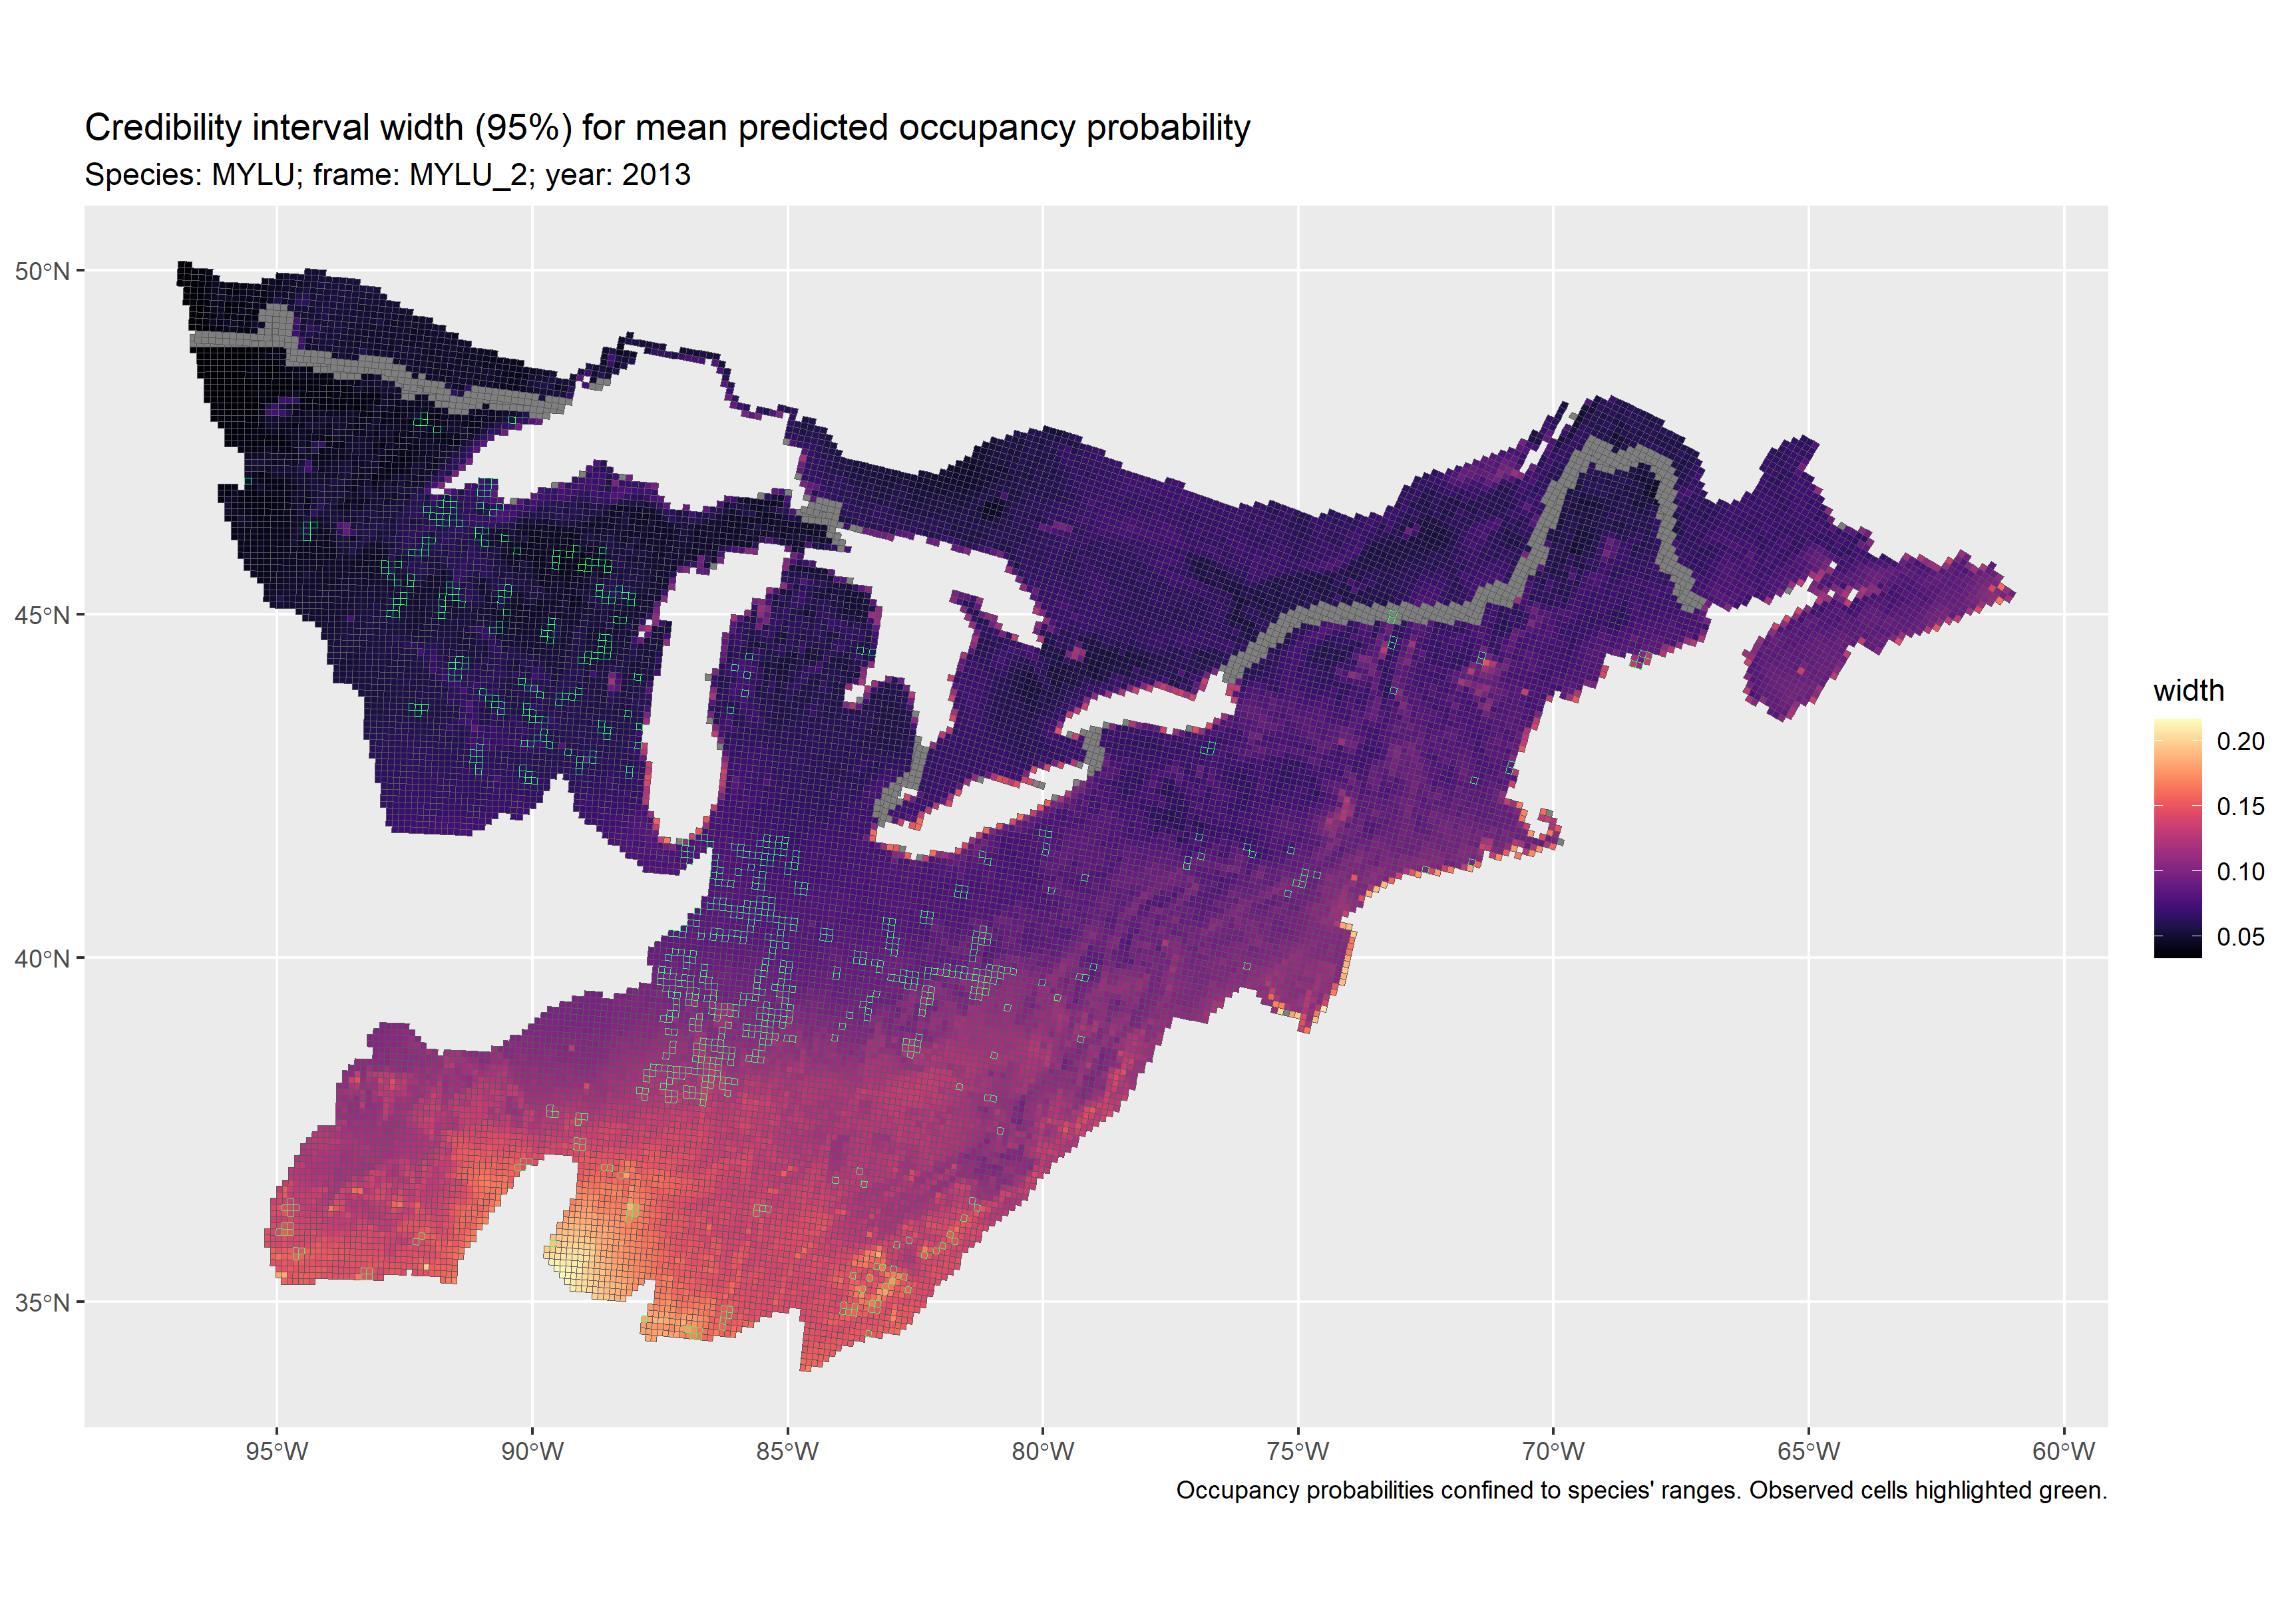 Credibility interval width (95%) for mean predicted occupancy probability
Species: MYLU; frame: MYLU_2; year: 2013
50°N
45°N
40°N
35°N
95°W
90°W
85°W
80°W
75°W
70°W
65°W
60°W
width
0.20
0.15
0.10
0.05
Occupancy probabilities confined to species' ranges. Observed cells highlighted green.